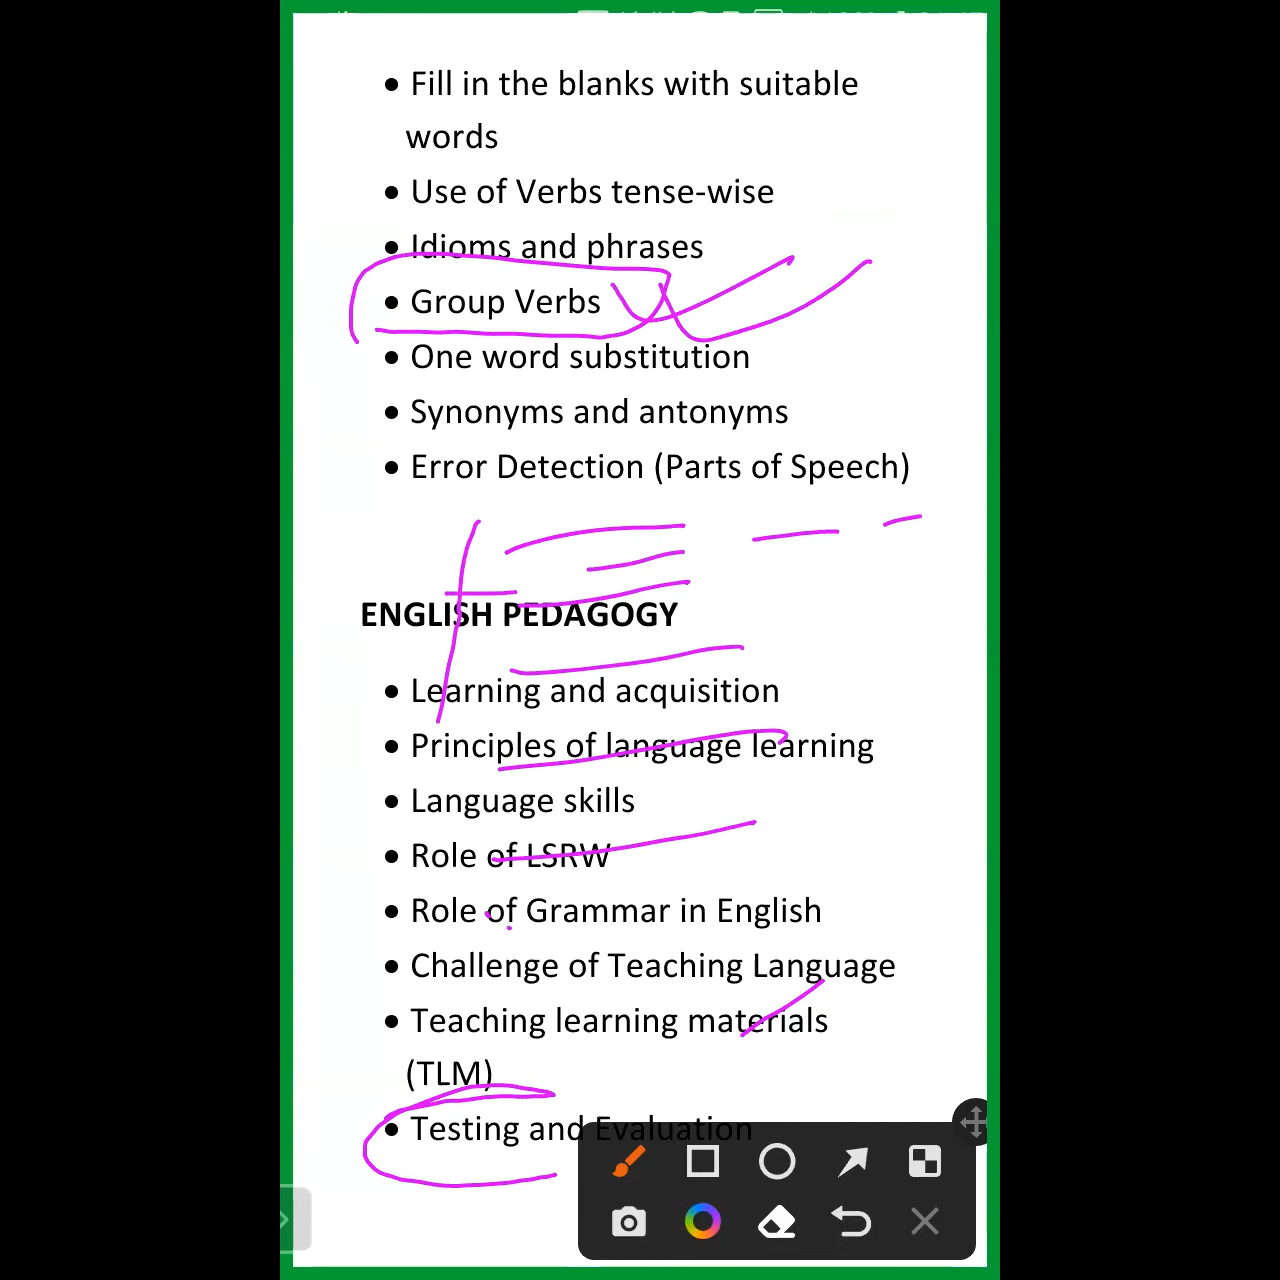 • Fill in the blanks with suitable
words
• Use of Verbs tense-wise
• Idioms and phrases
• Group Verbs
• One word substitution
• Synonyms and antonyms
• Error Detection (Parts of Speech)
ENGLISH PEDAGOGY
• Learning and acquisition
• Principles of language learning
• Language skills
• Role of LSRW
• Role of Grammar in English
• Challenge of Teaching Language
• Teaching learning materials
(TLM)
• Testing and Evaluation